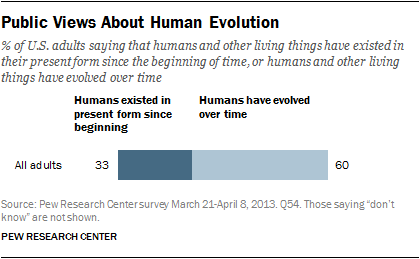 Public Views About Human Evolution
% of U.S. adults saying that humans and other living things have existed in
their present form since the beginning of time, or humans and other living
things have evolved over time
Humans existed in
present form since
beginning
Humans have evolved
over time
All adults 33 60
Source: Pew Research Center survey March 21-April 8, 2013. Q54. Those saying “don’t
know” are not shown.
PEW RESEARCH CENTER